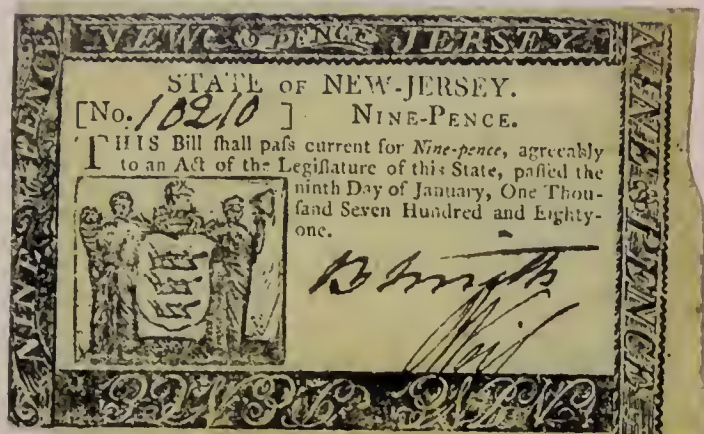 NEW 9 PENCE JERSEY
NINE PENCE
STATE OF NEW-JERSEY.
[No. 10210 ] NINE-PENCE.
THIS Bill ſhall paſs current for Nine-pence, agreeably
to an Act of the Legiſlature of this State, paſſed the
ninth Day of January, One Thou-
ſand Seven Hundred and Eighty-
one.
B Smith
NINE PENCE